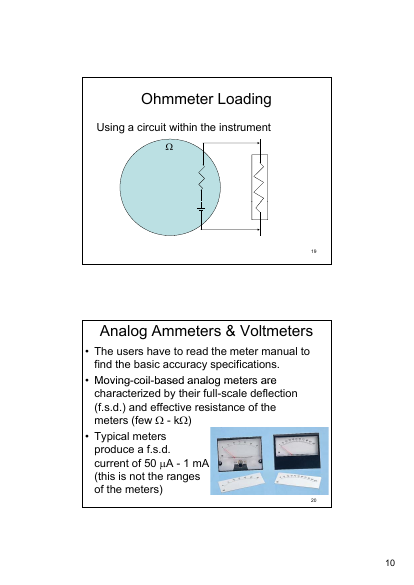 Ohmmeter Loading
Using a circuit within the instrument
Ω
19
Analog Ammeters & Voltmeters
• The users have to read the meter manual to
find the basic accuracy specifications.
• Moving-coil-based analog meters are
characterized by their full-scale deflection
(f.s.d.) and effective resistance of the
meters (few Ω - kΩ)
• Typical meters
produce a f.s.d.
current of 50 μA - 1 mA
(this is not the ranges
of the meters)
20
10